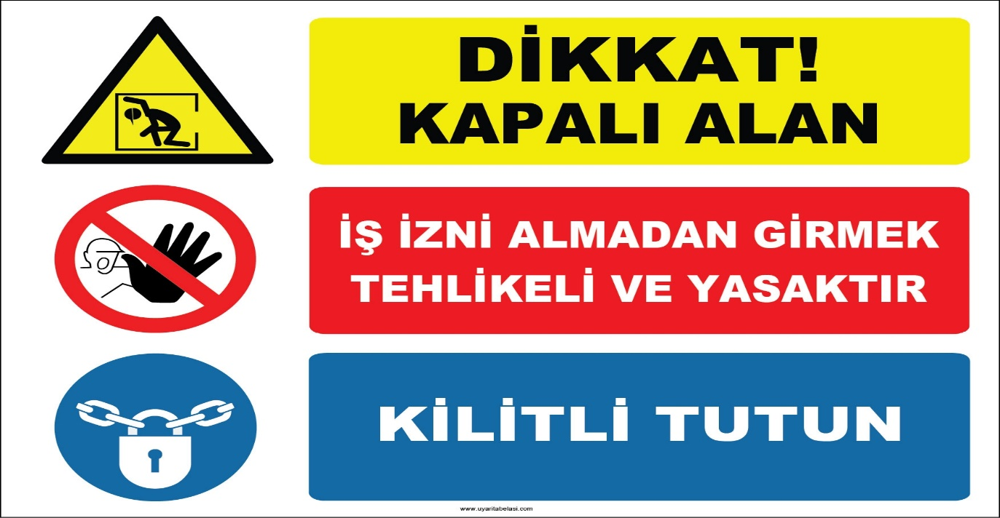 DİKKAT!
KAPALI ALAN
İŞ İZNİ ALMADAN GİRMEK
TEHLİKELİ VE YASAKTIR
KİLİTLİ TUTUN
www.uyaritabelasi.com